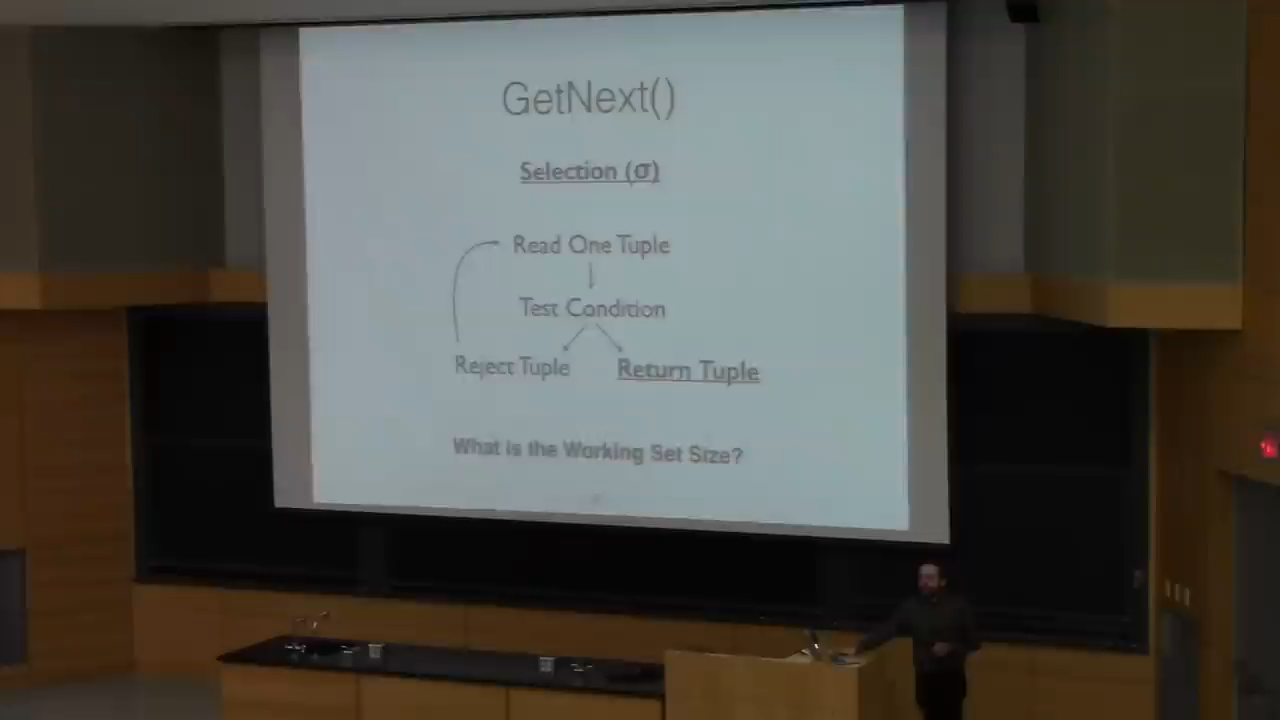 GetNext()
Selection (σ)
Read One Tuple
Test Condition
Reject Tuple
Return Tuple
What is the Working Set Size?